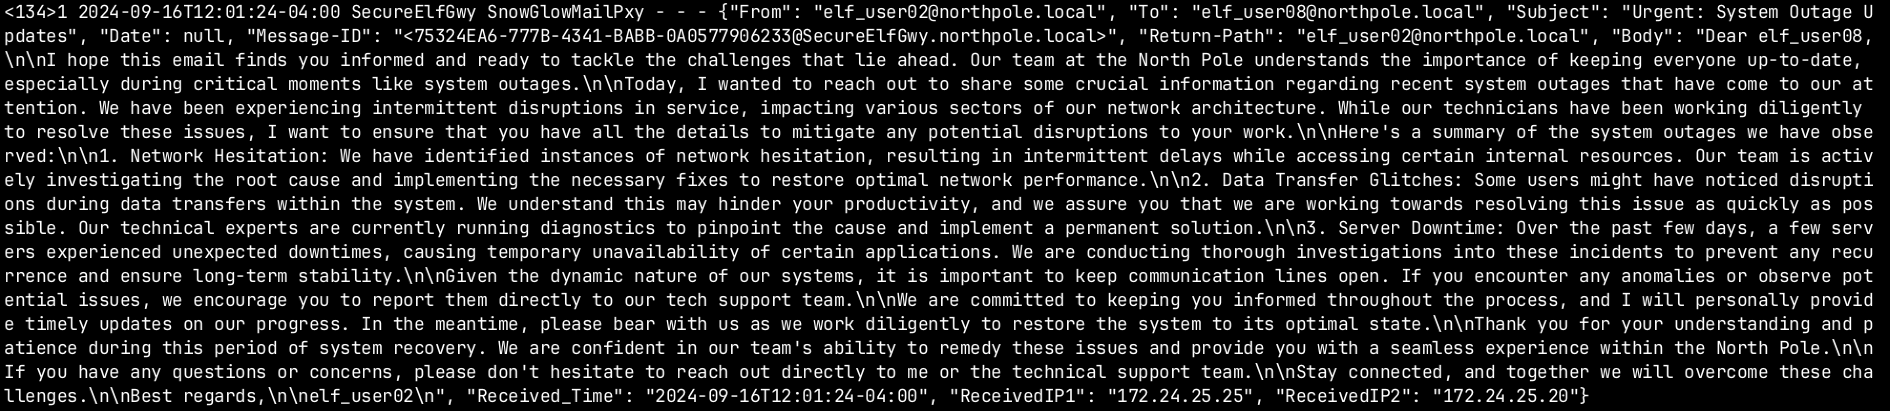 <134>1 2024-09-16T12:01:24-04:00 SecureElfGwy SnowGlowMailPxy - - - {"From": "elf_user02@northpole.local", "To": "elf_user08@northpole.local", "Subject": "Urgent: System Outage U
pdates", "Date": null, "Message-ID": "<75324EA6-777B-4341-BABB-0A0577906233@SecureElfGwy.northpole.local>", "Return-Path": "elf_user02@northpole.local", "Body": "Dear elf_user08,
\n\nI hope this email finds you informed and ready to tackle the challenges that lie ahead. Our team at the North Pole understands the importance of keeping everyone up-to-date,
especially during critical moments like system outages.\n\nToday, I wanted to reach out to share some crucial information regarding recent system outages that have come to our at
tention. We have been experiencing intermittent disruptions in service, impacting various sectors of our network architecture. While our technicians have been working diligently
to resolve these issues, I want to ensure that you have all the details to mitigate any potential disruptions to your work.\n\nHere's a summary of the system outages we have obse
rved:\n\n1. Network Hesitation: We have identified instances of network hesitation, resulting in intermittent delays while accessing certain internal resources. Our team is activ
ely investigating the root cause and implementing the necessary fixes to restore optimal network performance.\n\n2. Data Transfer Glitches: Some users might have noticed disrupti
ons during data transfers within the system. We understand this may hinder your productivity, and we assure you that we are working towards resolving this issue as quickly as pos
sible. Our technical experts are currently running diagnostics to pinpoint the cause and implement a permanent solution.\n\n3. Server Downtime: Over the past few days, a few serv
ers experienced unexpected downtimes, causing temporary unavailability of certain applications. We are conducting thorough investigations into these incidents to prevent any recu
rrence and ensure long-term stability.\n\nGiven the dynamic nature of our systems, it is important to keep communication lines open. If you encounter any anomalies or observe pot
ential issues, we encourage you to report them directly to our tech support team.\n\nWe are committed to keeping you informed throughout the process, and I will personally provid
e timely updates on our progress. In the meantime, please bear with us as we work diligently to restore the system to its optimal state.\n\nThank you for your understanding and p
atience during this period of system recovery. We are confident in our team's ability to remedy these issues and provide you with a seamless experience within the North Pole.\n\n
If you have any questions or concerns, please don't hesitate to reach out directly to me or the technical support team.\n\nStay connected, and together we will overcome these cha
llenges.\n\nBest regards,\n\nelf_user02\n", "Received_Time": "2024-09-16T12:01:24-04:00", "ReceivedIP1": "172.24.25.25", "ReceivedIP2": "172.24.25.20"}